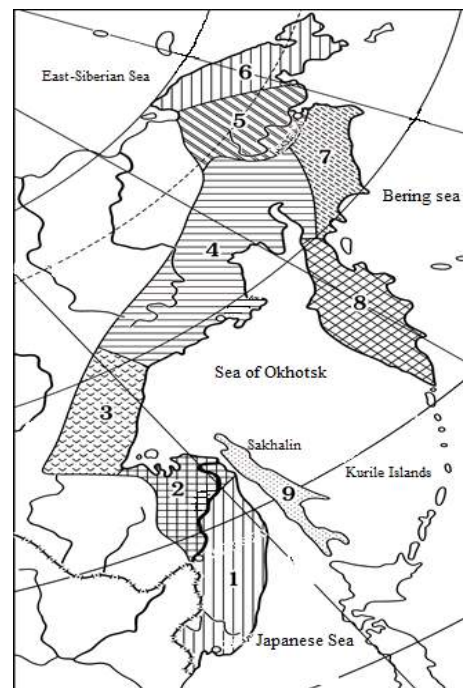 6
East-Siberian Sea
5
7
Bering sea
4
8
Sea of Okhotsk
3
Sakhalin
Kurile Islands
2
9
1
Japanese Sea